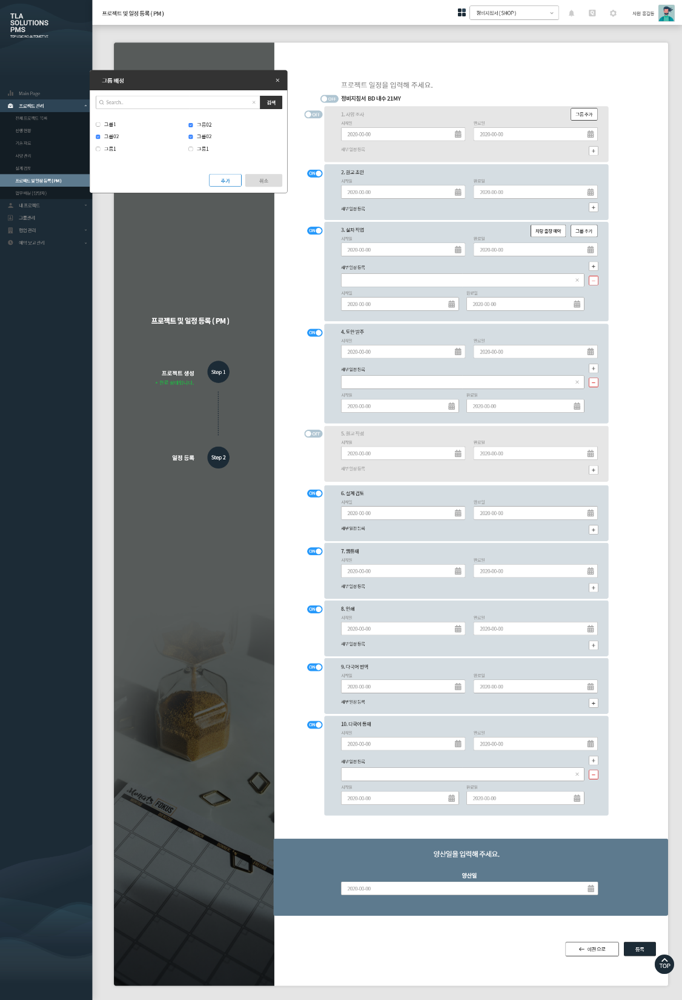 TLA
SOLUTIONS
PMS
TOP LEADING AUTOMOTIVE
프로젝트 및 일정 등록 ( PM )
정비지침서 ( SHOP )
Q
사원 홍길동
Main Page
프로젝트 관리
전체 프로젝트 목록
진행 현황
기술 자료
사양 관리
설계 검토
프로젝트 및 일정 등록 ( PM )
업무 배분 ( 담당자 )
내 프로젝트
그룹관리
협업 관리
예약 보고 관리
그룹 배정
Search..
검색
그룹1
그룹02
그룹02
그룹02
그룹1
그룹1
추가
취소
프로젝트 및 일정 등록 ( PM )
프로젝트 생성
Step 1
+ 완료 상태입니다.
일정 등록
Step 2
Monats
FOKUS
프로젝트 일정을 입력해 주세요.
OFF
정비지침서 BD 내수 21MY
OFF
1. 사양 조사
그룹 추가
시작일
완료일
2020-00-00
2020-00-00
세부 일정 등록
ON
2. 원고 초안
시작일
완료일
2020-00-00
2020-00-00
세부 일정 등록
ON
3. 실차 작업
차량 출장 예약
그룹 추가
시작일
완료일
2020-00-00
2020-00-00
세부 일정 등록
시작일
완료일
2020-00-00
2020-00-00
ON
4. 도안 발주
시작일
완료일
2020-00-00
2020-00-00
세부 일정 등록
시작일
완료일
2020-00-00
2020-00-00
OFF
5. 원고 작성
시작일
완료일
2020-00-00
2020-00-00
세부 일정 등록
ON
6. 설계 검토
시작일
완료일
2020-00-00
2020-00-00
세부 일정 등록
ON
7. 웹등재
시작일
완료일
2020-00-00
2020-00-00
세부 일정 등록
ON
8. 인쇄
시작일
완료일
2020-00-00
2020-00-00
세부 일정 등록
ON
9. 다국어 번역
시작일
완료일
2020-00-00
2020-00-00
세부 일정 등록
ON
10. 다국어 등재
시작일
완료일
2020-00-00
2020-00-00
세부 일정 등록
시작일
완료일
2020-00-00
2020-00-00
양산일을 입력해 주세요.
양산일
2020-00-00
이전 으로
등록
TOP